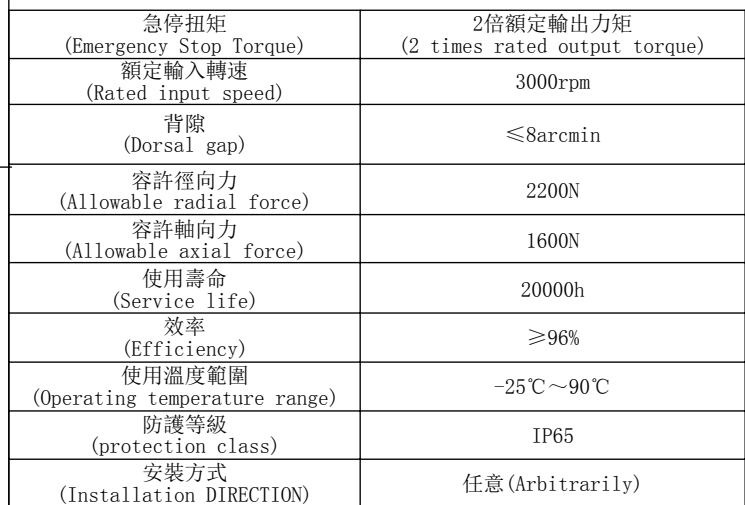 急停扭矩
(Emergency Stop Torque)
2倍額定輸出力矩
(2 times rated output torque)
額定輸入轉速
(Rated input speed)
3000rpm
背隙
(Dorsal gap)
≤8arcmin
容許徑向力
(Allowable radial force)
2200N
容許軸向力
(Allowable axial force)
1600N
使用壽命
(Service life)
20000h
效率
(Efficiency)
≥96%
使用溫度範圍
(Operating temperature range)
-25℃～90℃
防護等級
(protection class)
IP65
安裝方式
(Installation DIRECTION)
任意(Arbitrarily)